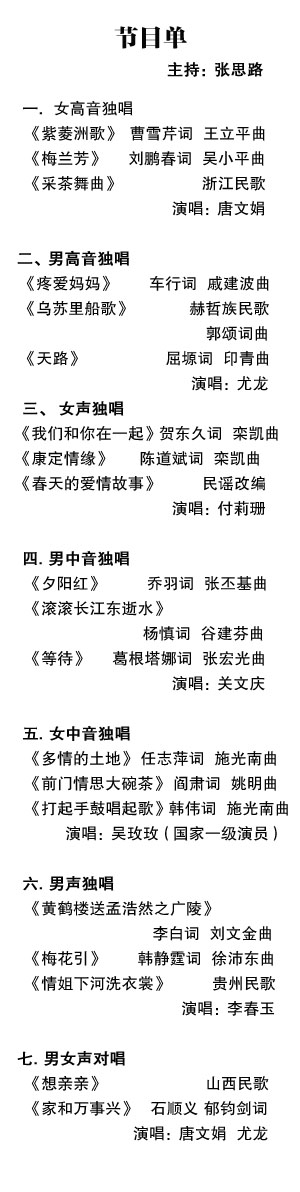 节目单
主持：张思路
一．女高音独唱
《紫菱洲歌》 曹雪芹词 王立平曲
《梅兰芳》 刘鹏春词 吴小平曲
《采茶舞曲》 浙江民歌
演唱：唐文娟
二、男高音独唱
《疼爱妈妈》 车行词 戚建波曲
《乌苏里船歌》 赫哲族民歌
郭颂词曲
《天路》 屈塬词 印青曲
演唱：尤龙
三、 女声独唱
《我们和你在一起》贺东久词 栾凯曲
《康定情缘》 陈道斌词 栾凯曲
《春天的爱情故事》 民谣改编
演唱：付莉珊
四. 男中音独唱
《夕阳红》 乔羽词 张丕基曲
《滚滚长江东逝水》
杨慎词 谷建芬曲
《等待》 葛根塔娜词 张宏光曲
演唱：关文庆
五. 女中音独唱
《多情的土地》 任志萍词 施光南曲
《前门情思大碗茶》 阎肃词 姚明曲
《打起手鼓唱起歌》韩伟词 施光南曲
演唱：吴玫玫（国家一级演员）
六. 男声独唱
《黄鹤楼送孟浩然之广陵》
李白词 刘文金曲
《梅花引》 韩静霆词 徐沛东曲
《情姐下河洗衣裳》 贵州民歌
演唱：李春玉
七. 男女声对唱
《想亲亲》 山西民歌
《家和万事兴》 石顺义 郁钧剑词
演唱：唐文娟 尤龙